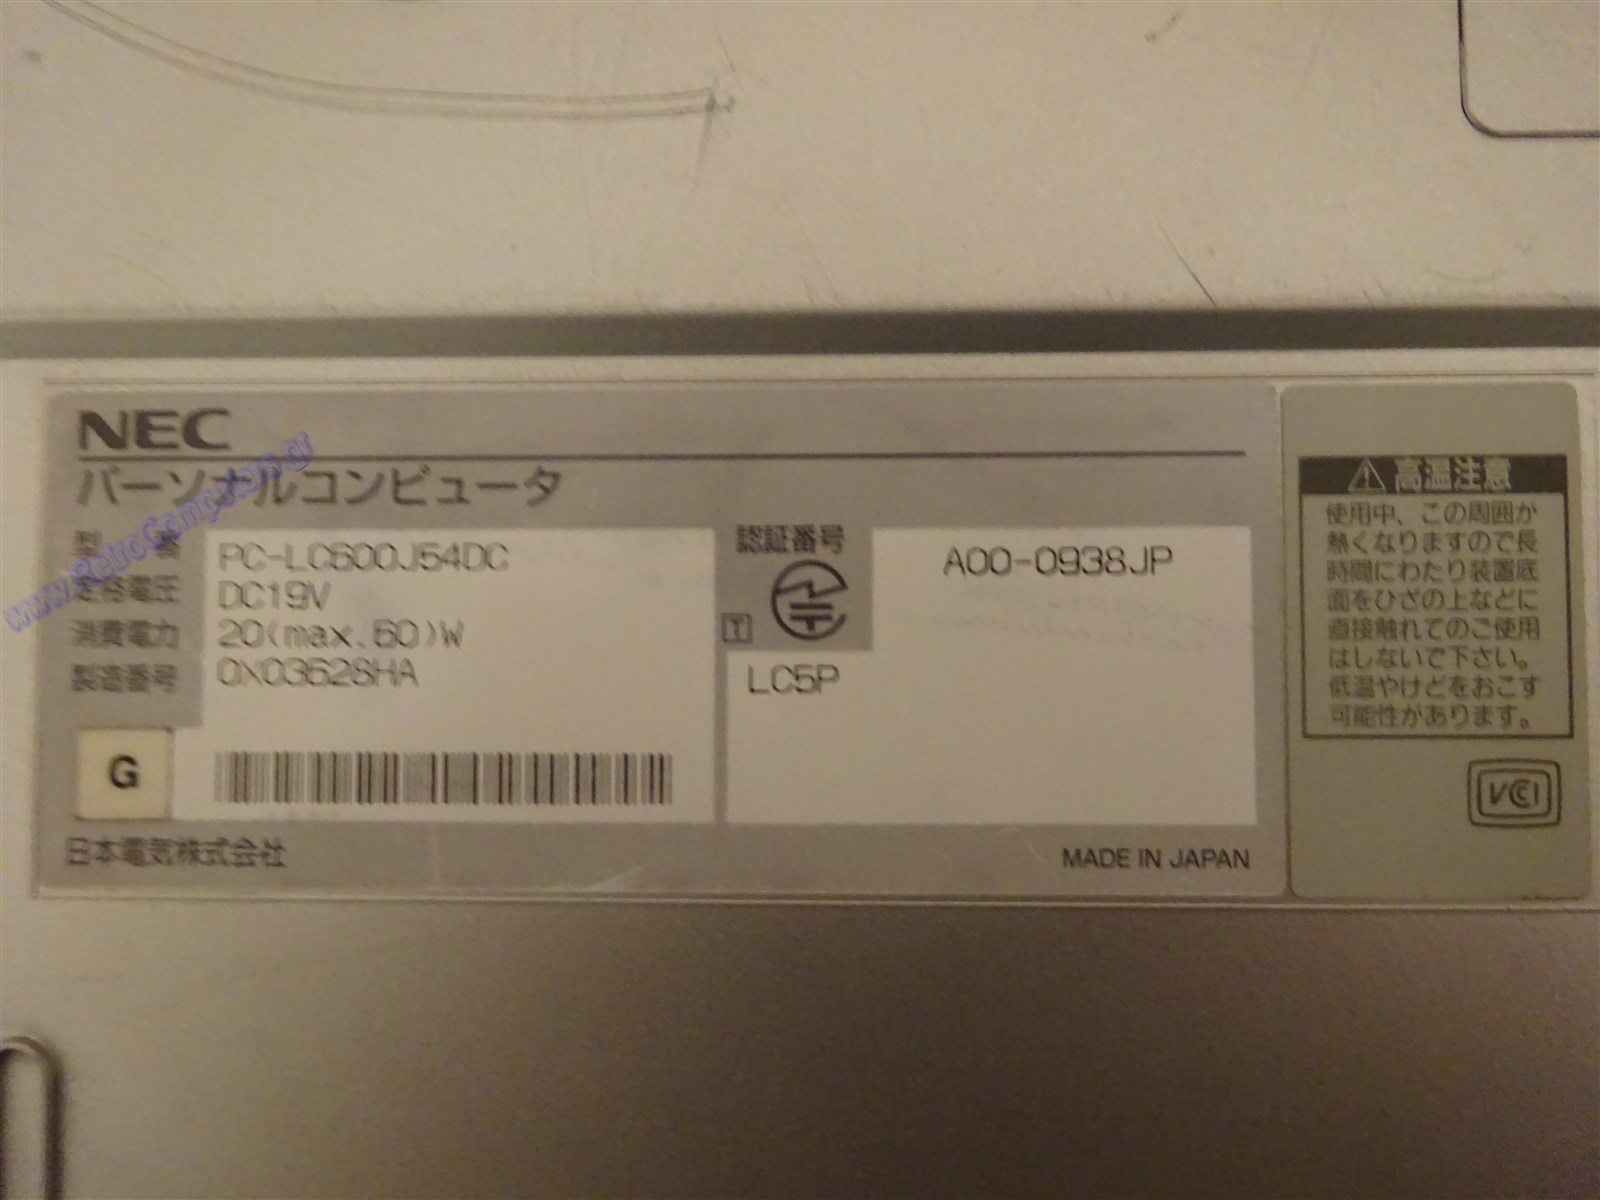 NEC
パーソナルコンピュータ
型 番 PC-LC500J54DC
定格電圧 DC19V
消費電力 20(max.60)W
製造番号 0X03628HA
G
日本電気株式会社
認証番号 A00-0938JP
T
LC5P
MADE IN JAPAN
高温注意
使用中、この周囲が
熱くなりますので長
時間にわたり装置底
面をひざの上などに
直接触れてのご使用
はしないで下さい。
低温やけどをおこす
可能性があります。
VCCI
www.RetroComputers.gr